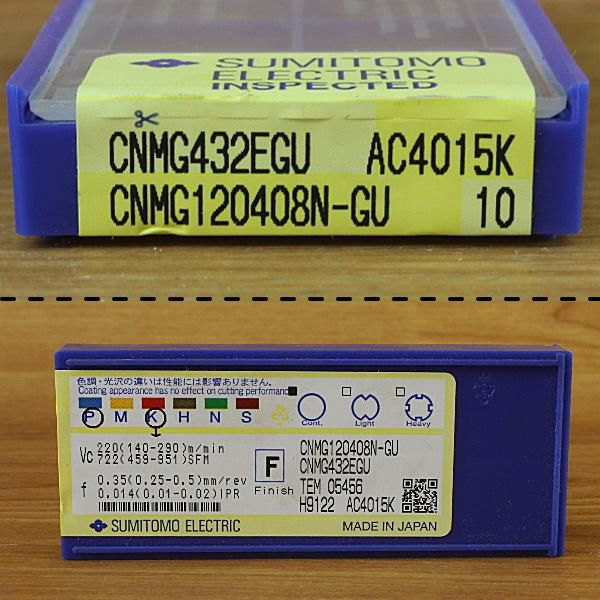 SUMITOMO
ELECTRIC
INSPECTED
CNMG432EGU AC4015K
CNMG120408N-GU 10
色調・光沢の違いは性能には影響ありません。
Coating appearance has no effect on cutting performance
P M K H N S
Cont. Light Heavy
Vc 220(140-290)m/min
722(459-951)SFM
f 0.35(0.25-0.5)mm/rev
0.014(0.01-0.02)IPR
F
Finish
CNMG120408N-GU
CNMG432EGU
TEM 05456
H9122 AC4015K
SUMITOMO ELECTRIC
MADE IN JAPAN